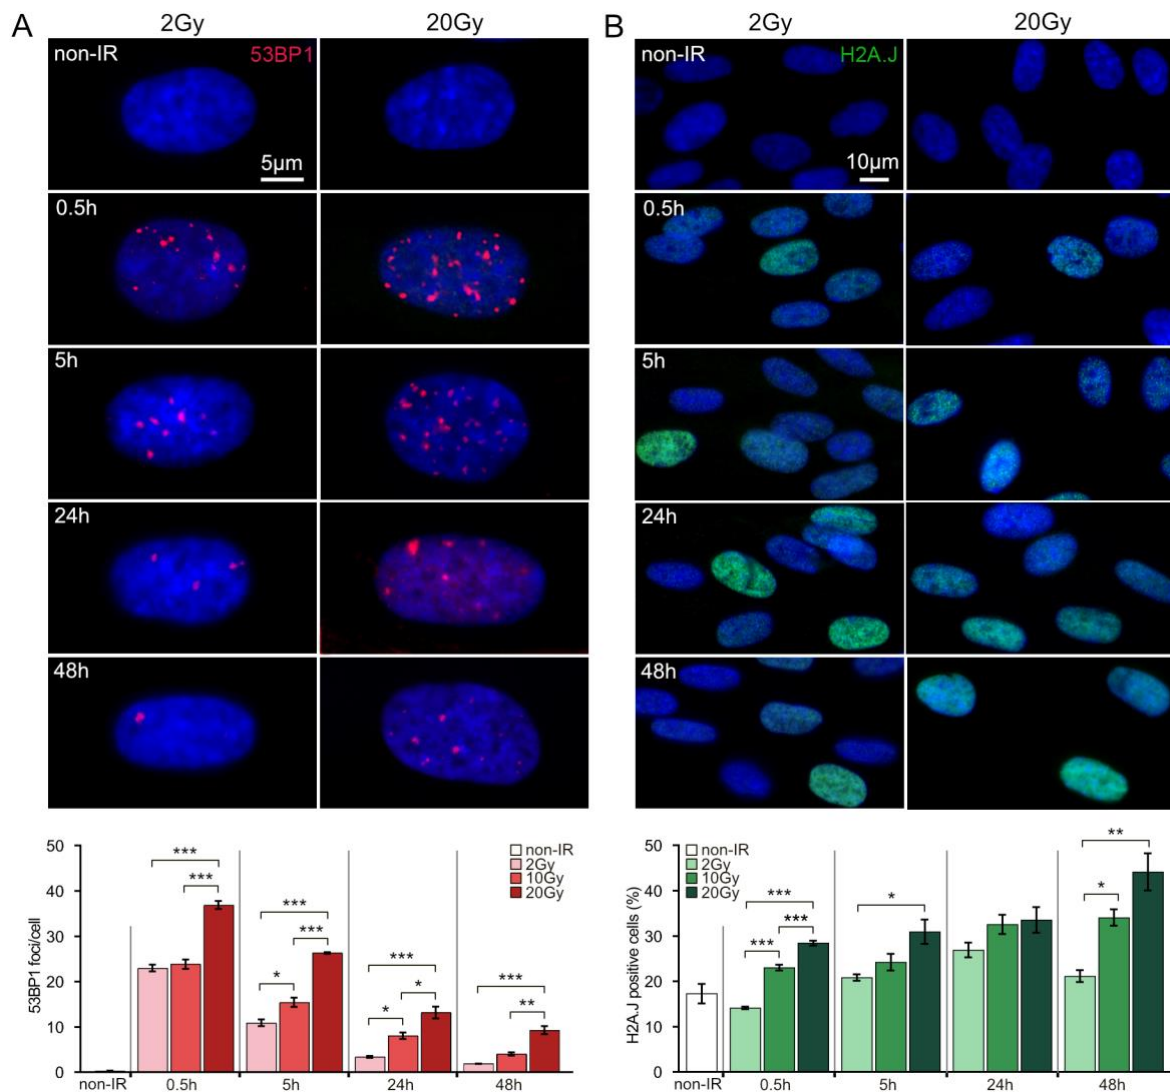 A
2Gy
20Gy
non-IR
53BP1
5µm
0.5h
5h
24h
48h
B
2Gy
20Gy
non-IR
H2A.J
10µm
0.5h
5h
24h
48h
53BP1 foci/cell
50
40
30
20
10
0
non-IR
2Gy
10Gy
20Gy
***
***
***
***
*
***
*
*
***
**
non-IR 0.5h 5h 24h 48h
H2A.J positive cells (%)
50
40
30
20
10
0
non-IR
2Gy
10Gy
20Gy
***
***
***
*
**
*
non-IR 0.5h 5h 24h 48h